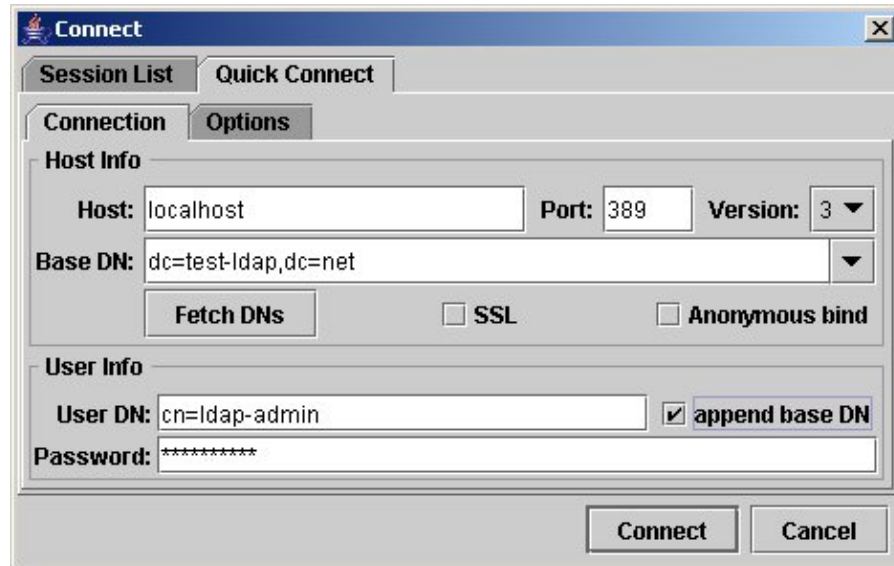 Connect
Session List Quick Connect
Connection Options
Host Info
Host: localhost Port: 389 Version: 3
Base DN: dc=test-ldap,dc=net
Fetch DNs SSL Anonymous bind
User Info
User DN: cn=ldap-admin append base DN
Password: **********
Connect Cancel